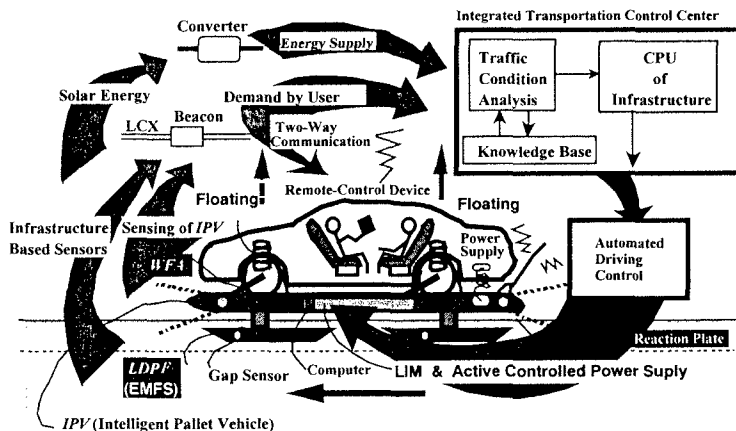 Integrated Transportation Control Center
Converter
Energy Supply
Traffic
Condition
Analysis
CPU
of
Infrastructure
Knowledge Base
Solar Energy
Demand by User
LCX
Beacon
Two-Way
Communication
Floating
Remote-Control Device
Floating
Infrastructure
Based Sensors
Sensing of IPV
Power
Supply
Automated
Driving
Control
Reaction Plate
LDPF
(EMFS)
Gap Sensor
Computer
LIM & Active Controlled Power Suply
IPV (Intelligent Pallet Vehicle)